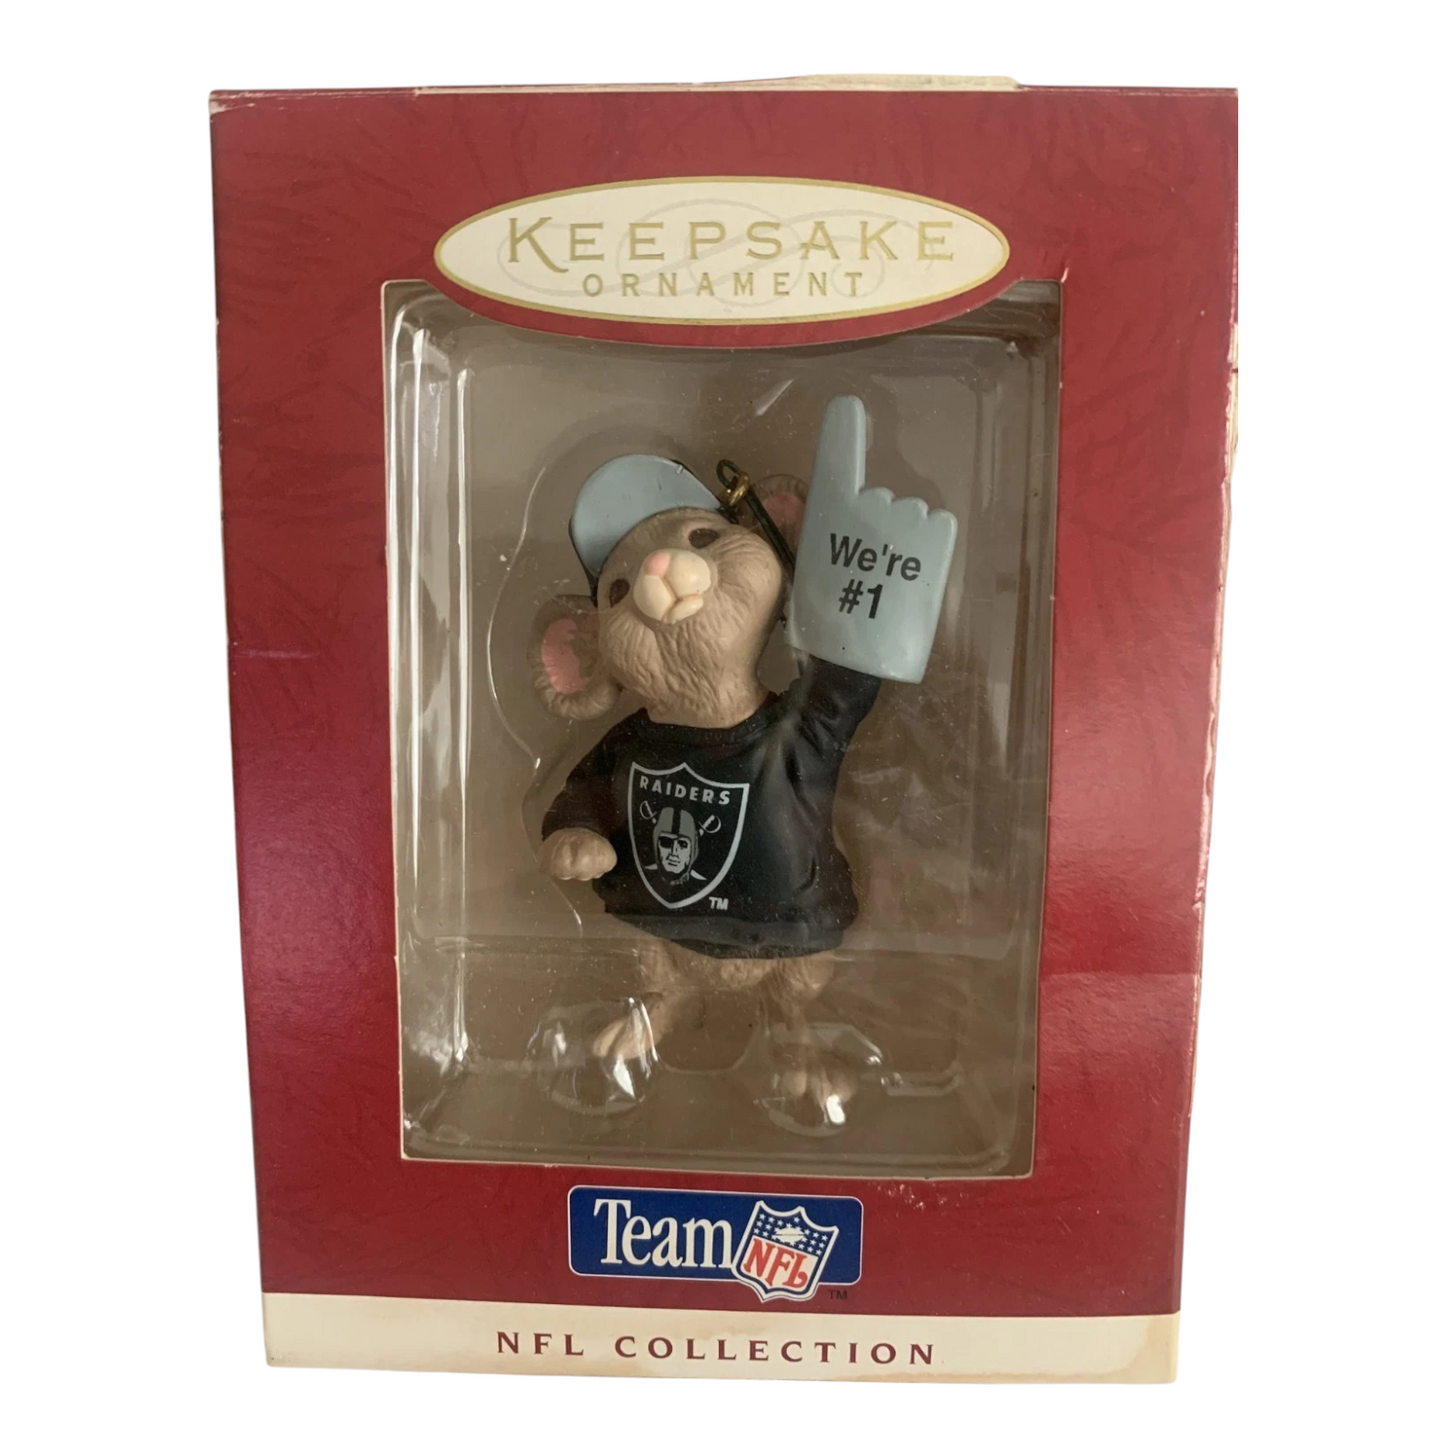 KEEPSAKE
ORNAMENT
We're
#1
RAIDERS
TM
Team NFL
TM
NFL COLLECTION